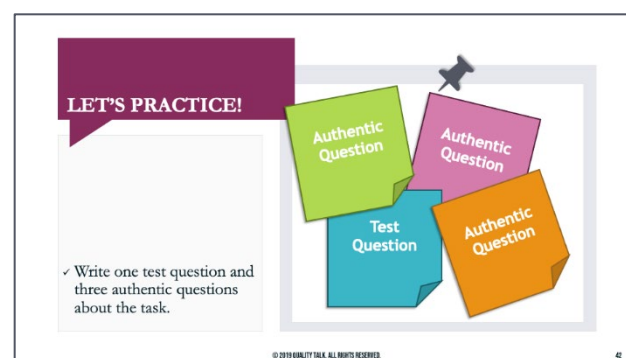 LET'S PRACTICE!
✓ Write one test question and
three authentic questions
about the task.
Authentic
Question
Authentic
Question
Test
Question
Authentic
Question
© 2019 QUALITY TALK. ALL RIGHTS RESERVED.
42